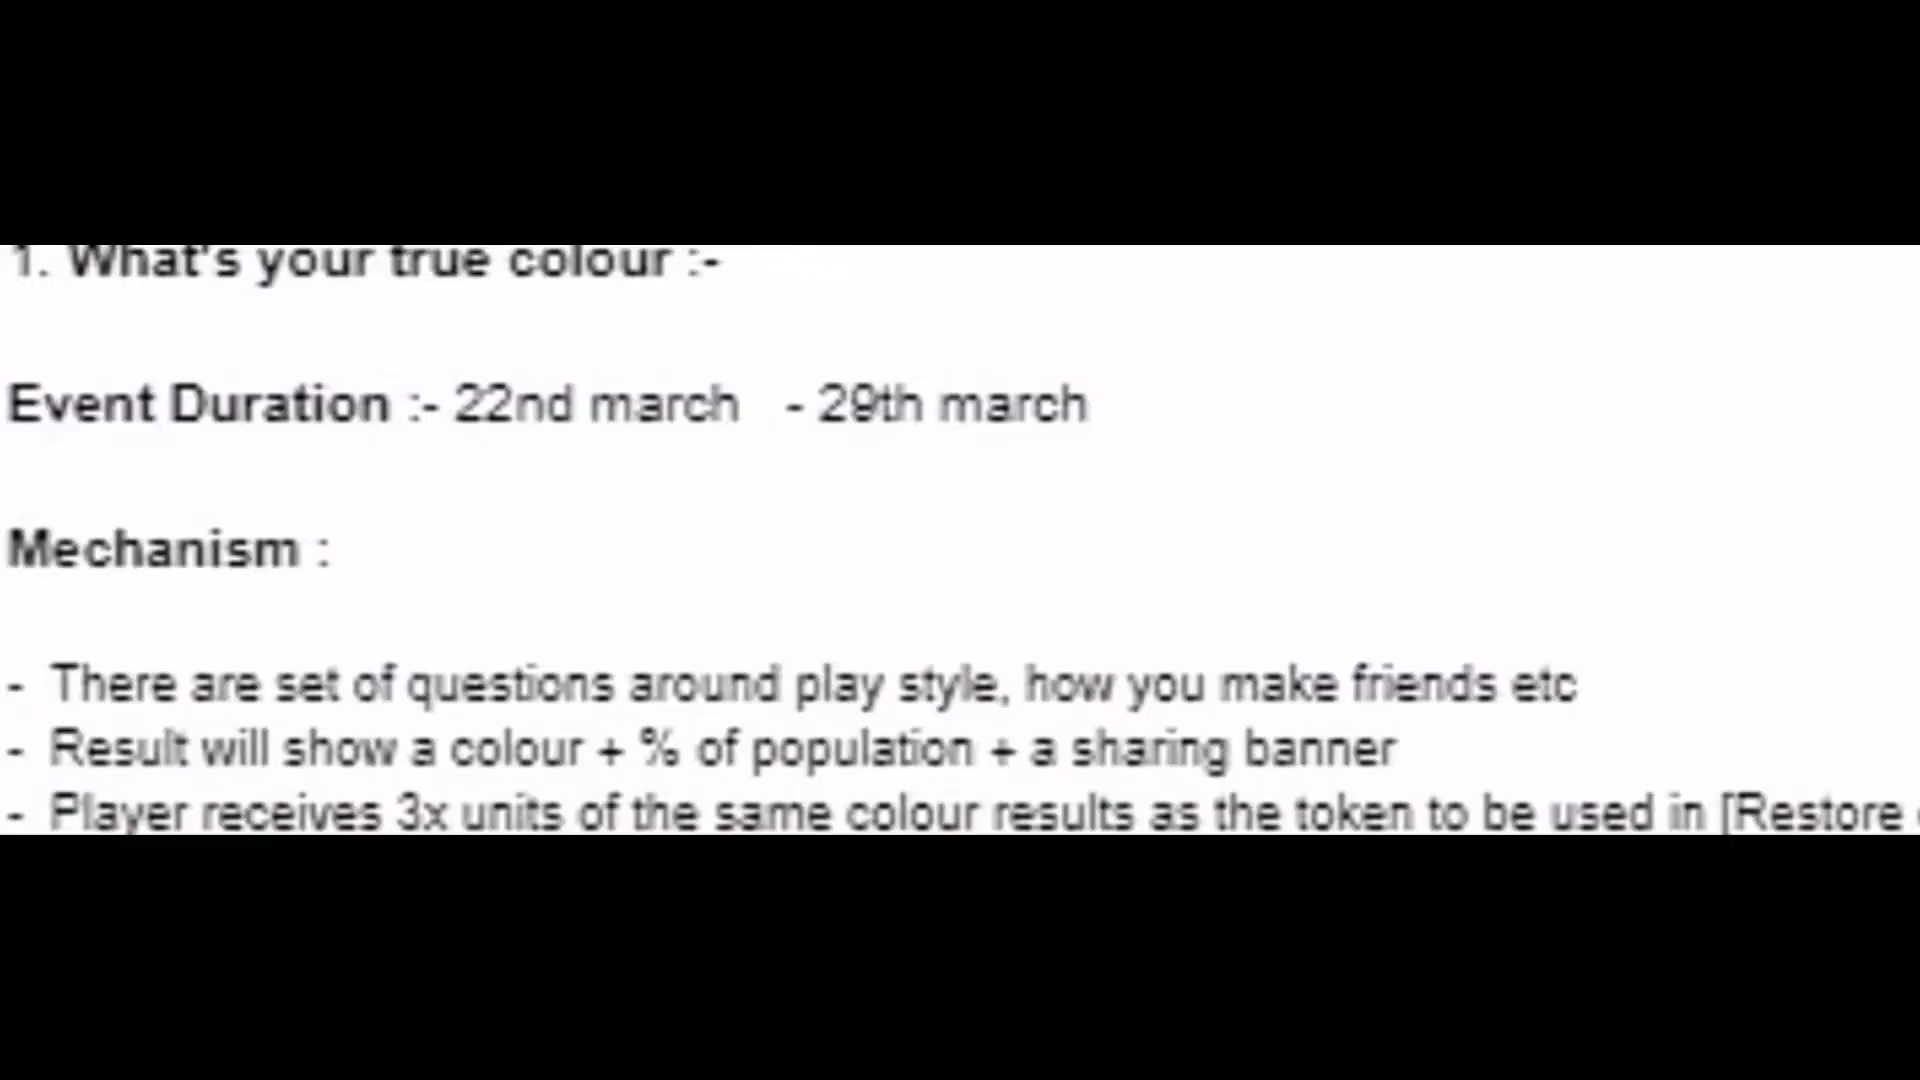 1. What's your true colour :-
Event Duration :- 22nd march - 29th march
Mechanism :
- There are set of questions around play style, how you make friends etc
- Result will show a colour + % of population + a sharing banner
- Player receives 3x units of the same colour results as the token to be used in [Restore